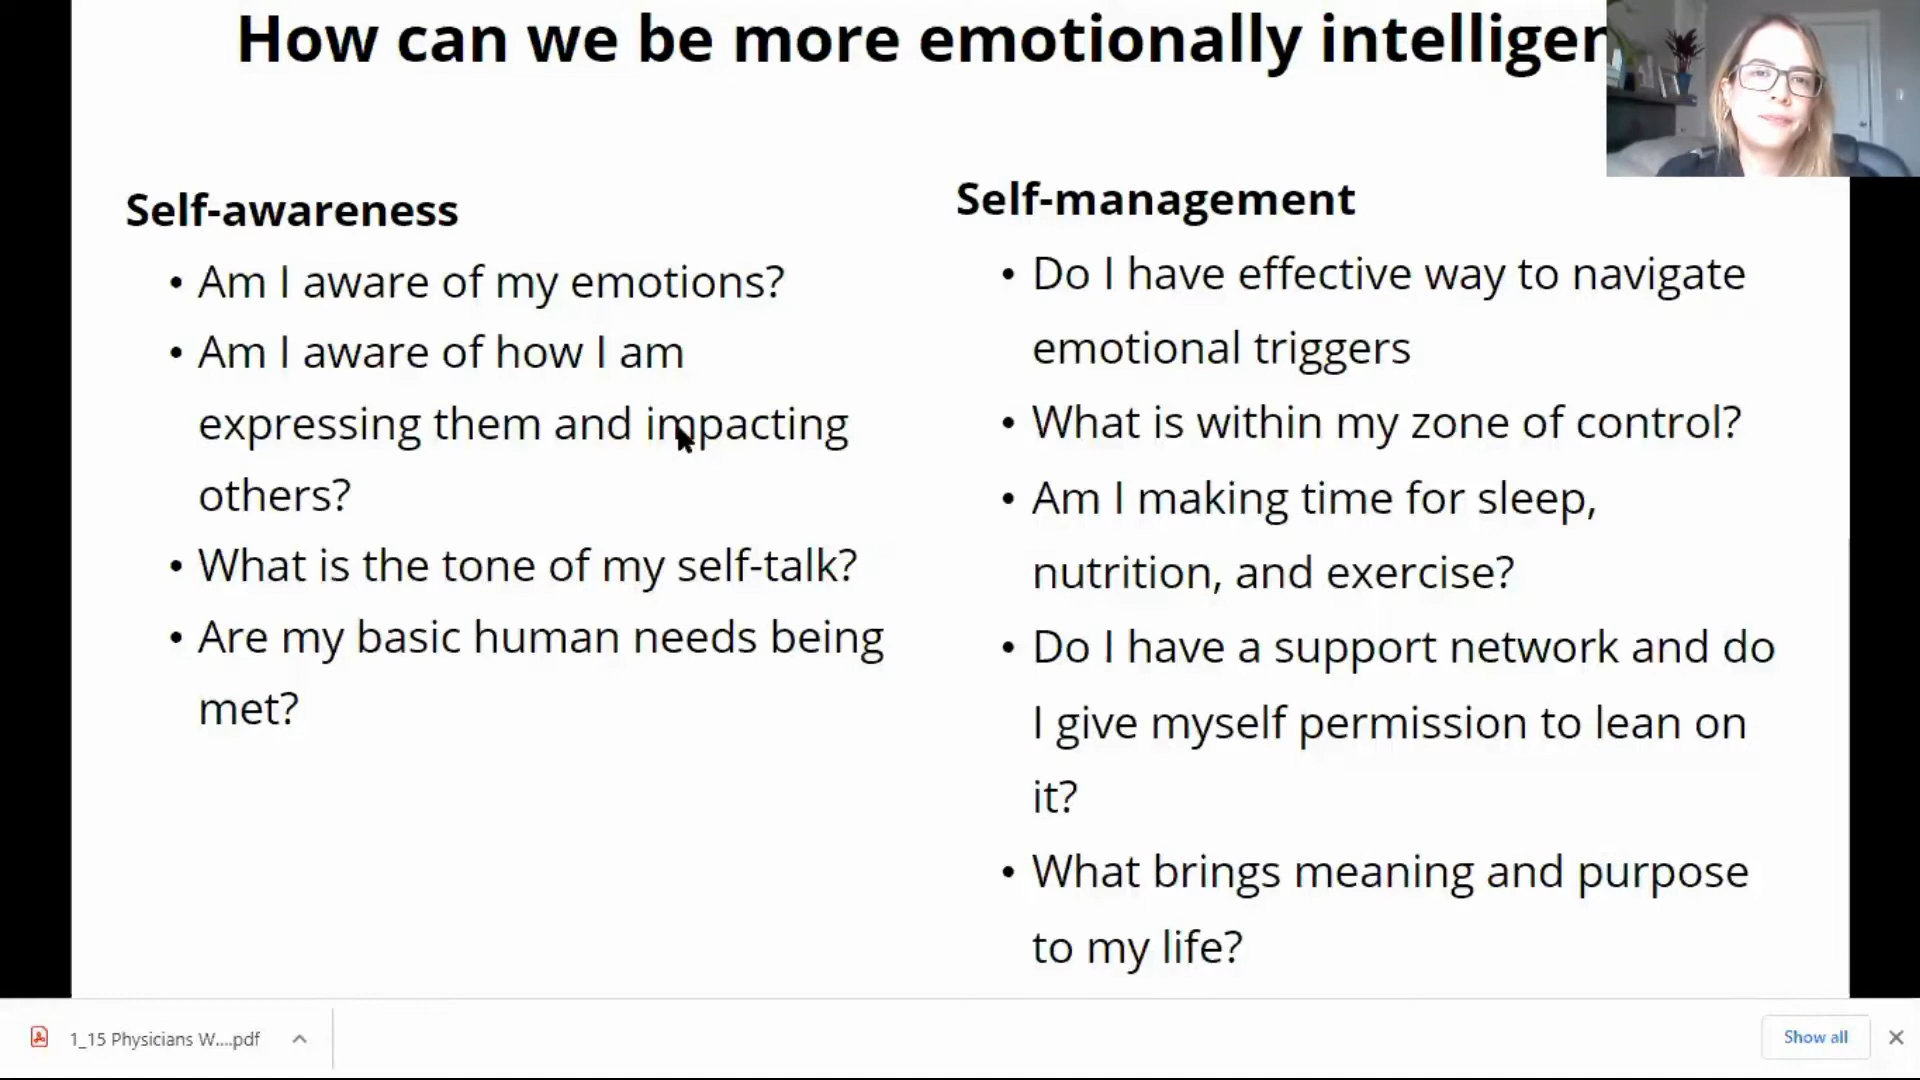 How can we be more emotionally intelligen
Self-awareness
• Am I aware of my emotions?
• Am I aware of how I am
expressing them and impacting
others?
• What is the tone of my self-talk?
• Are my basic human needs being
met?
Self-management
• Do I have effective way to navigate
emotional triggers
• What is within my zone of control?
• Am I making time for sleep,
nutrition, and exercise?
• Do I have a support network and do
I give myself permission to lean on
it?
• What brings meaning and purpose
to my life?
1_15 Physicians W....pdf
Show all